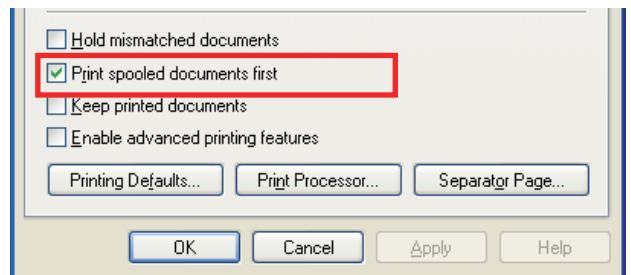 Hold mismatched documents
Print spooled documents first
Keep printed documents
Enable advanced printing features
Printing Defaults... Print Processor... Separator Page...
OK Cancel Apply Help